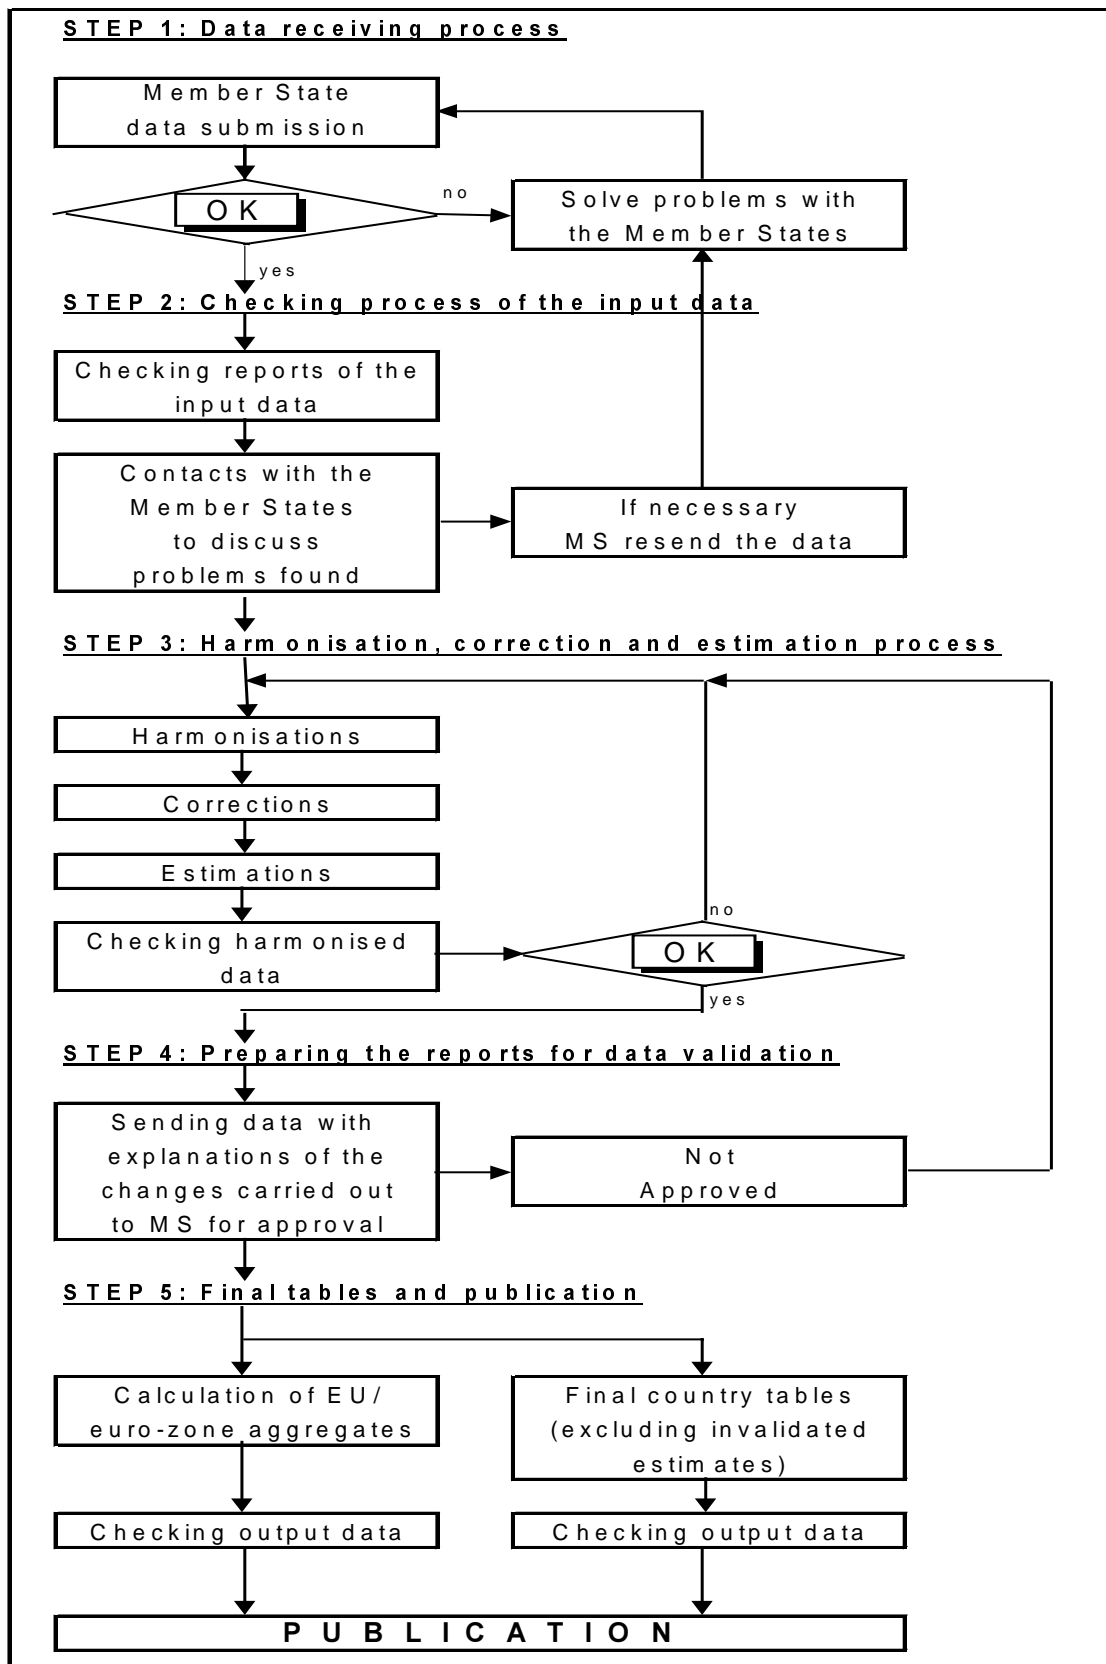 STEP 1: Data receiving process
Member State
data submission
no
OK
Solve problems with
the Member States
yes
STEP 2: Checking process of the input data
Checking reports of the
input data
Contacts with the
Member States
to discuss
problems found
If necessary
MS resend the data
STEP 3: Harmonisation, correction and estimation process
Harmonisations
Corrections
Estimations
Checking harmonised
data
no
OK
yes
STEP 4: Preparing the reports for data validation
Sending data with
explanations of the
changes carried out
to MS for approval
Not
Approved
STEP 5: Final tables and publication
Calculation of EU/
euro-zone aggregates
Final country tables
(excluding invalidated
estimates)
Checking output data
Checking output data
PUBLICATION